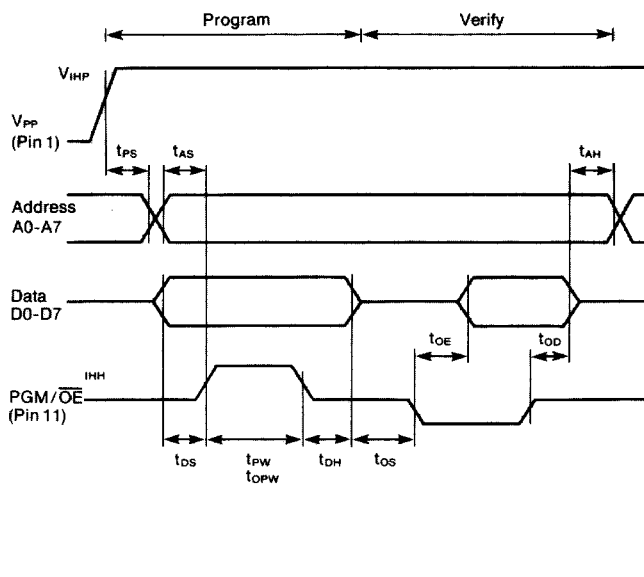 Program Verify
VIHP
VPP
(Pin 1)
tPS tAS tAH
Address
A0-A7
Data
D0-D7
tOE tOD
IHH
PGM/O̅E̅
(Pin 11)
tDS tPW tDH tOS
tOPW